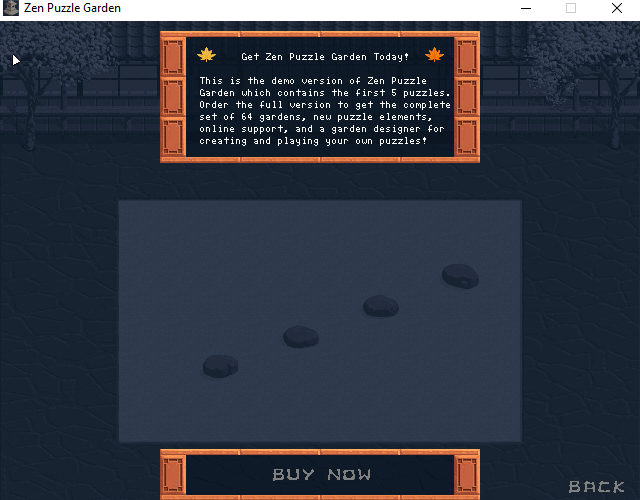 Zen Puzzle Garden
Get Zen Puzzle Garden Today!
This is the demo version of Zen Puzzle
Garden which contains the first 5 puzzles.
Order the full version to get the complete
set of 64 gardens, new puzzle elements,
online support, and a garden designer for
creating and playing your own puzzles!
BUY NOW
BACK